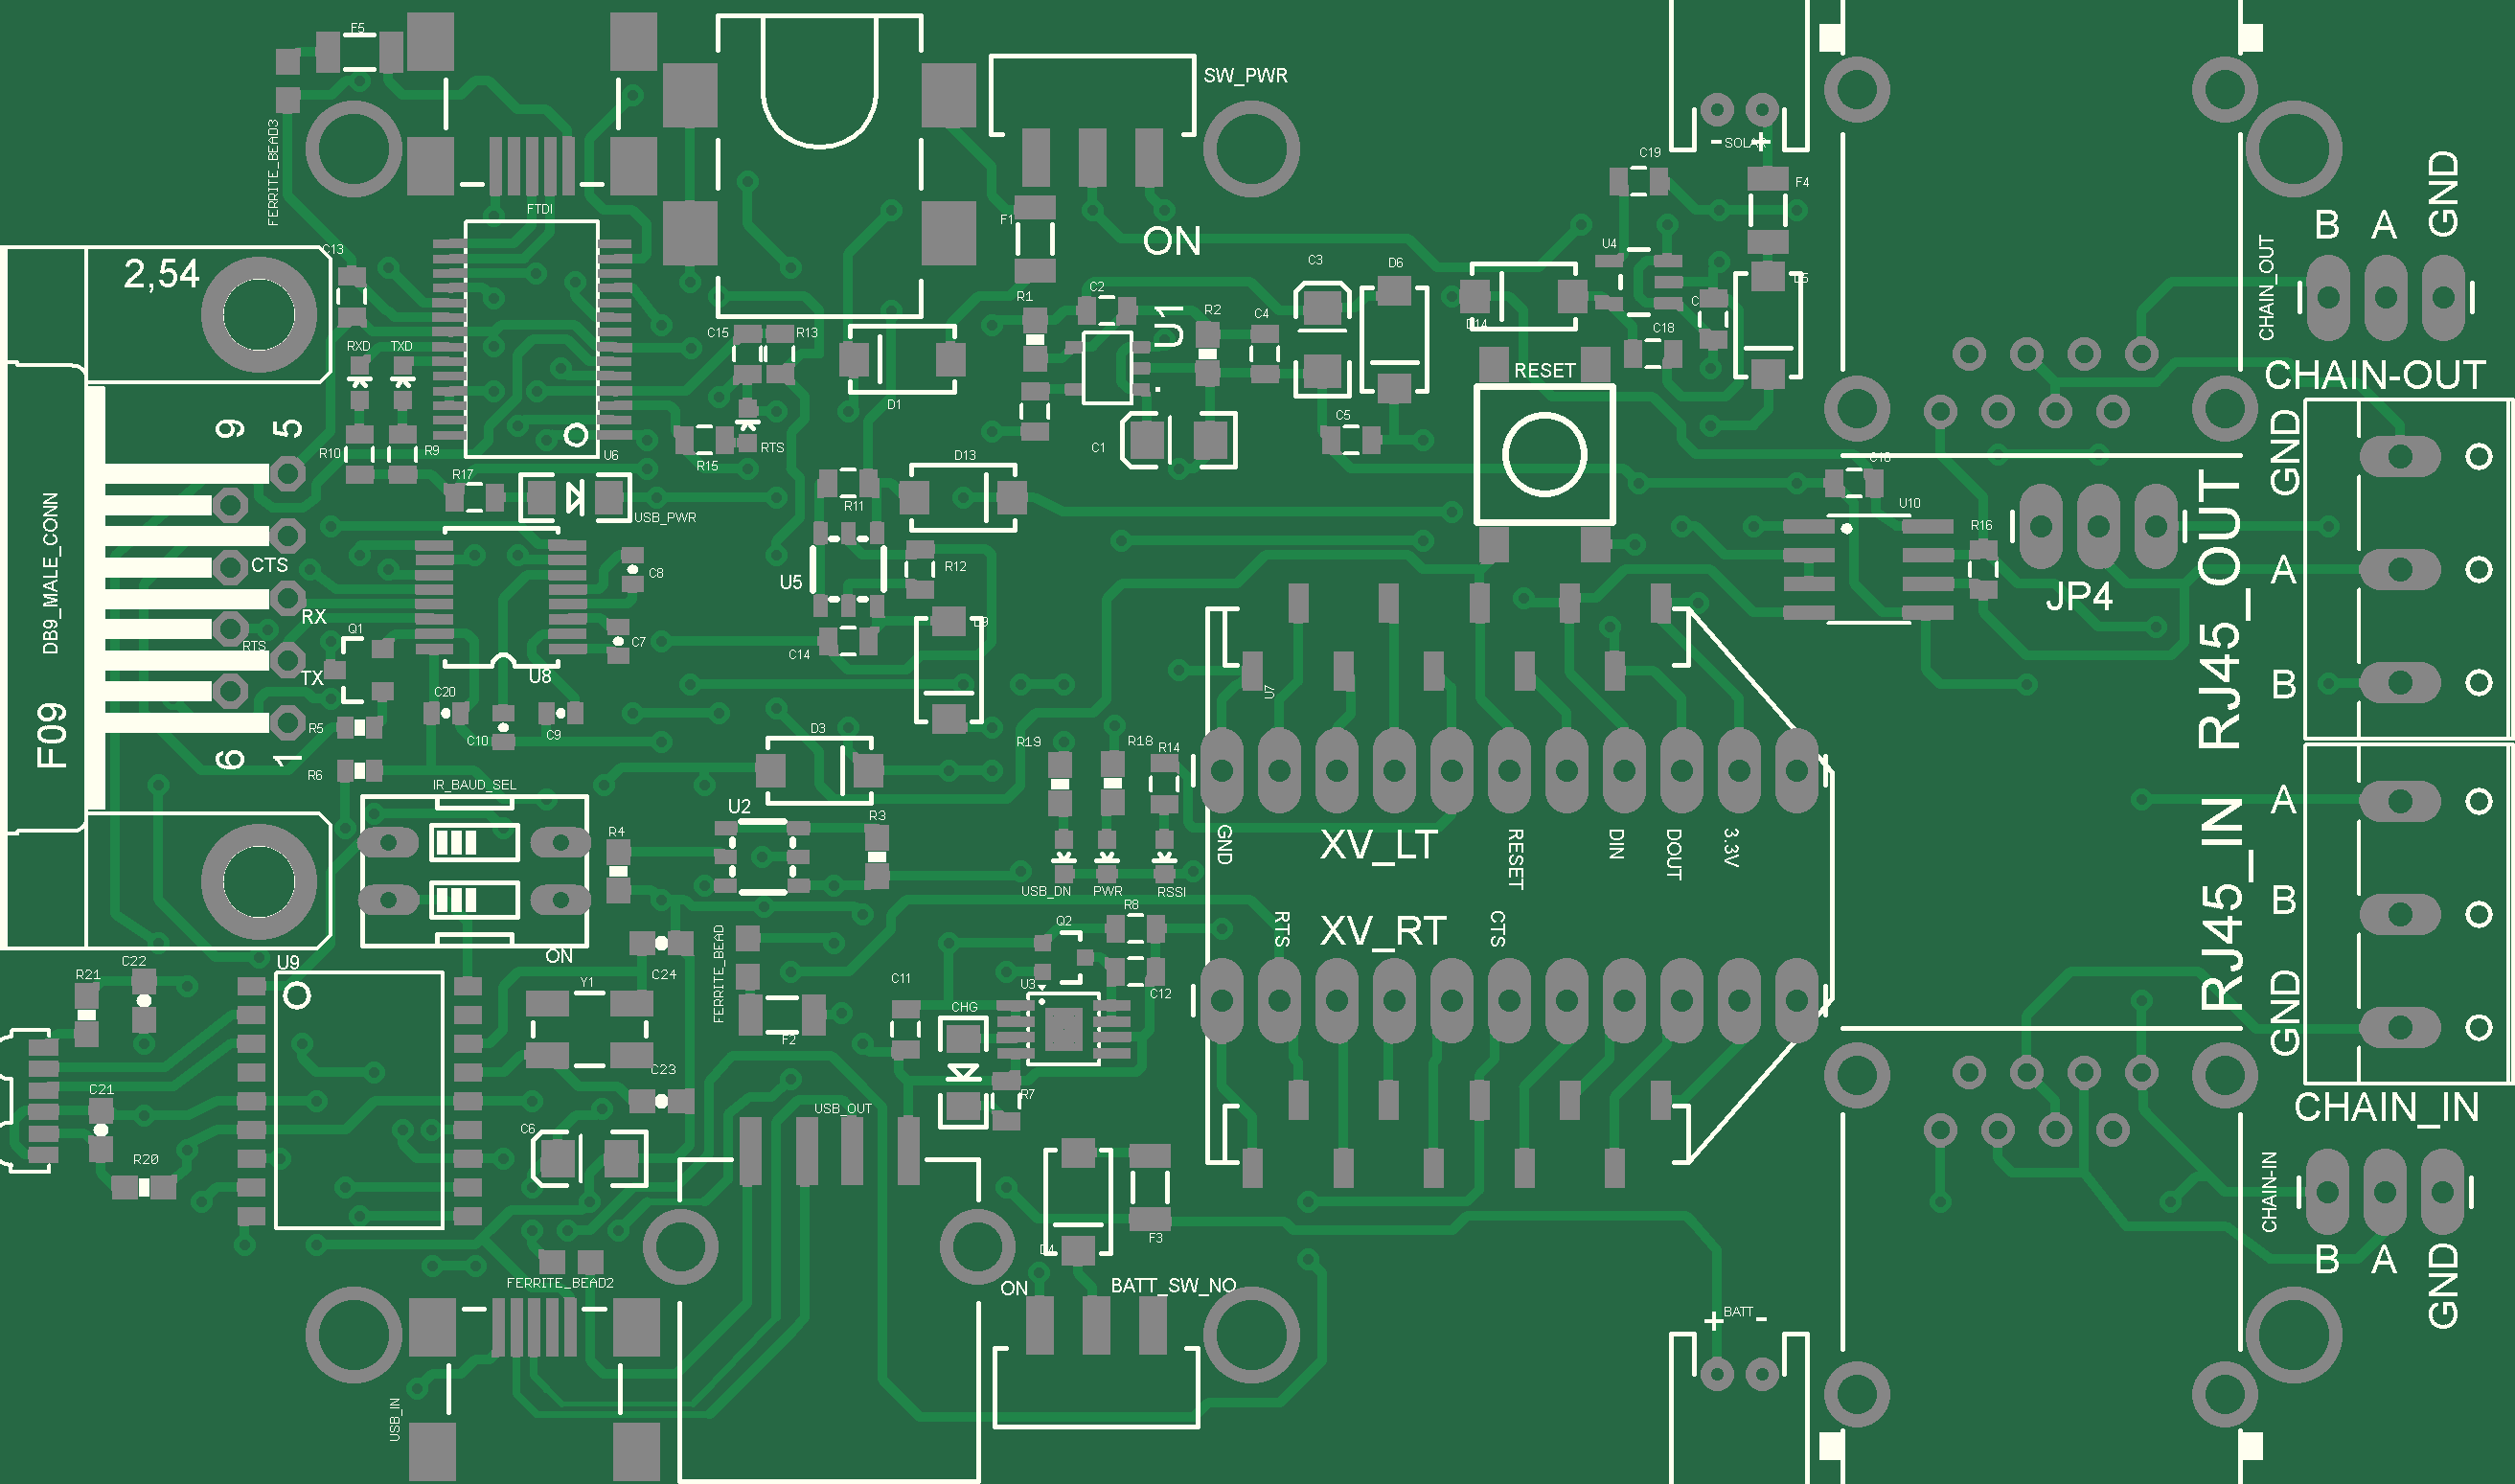 F5
SW_PWR
FERRITE_BEAD3
- SOLAR +
C19
F4
FTDI
F1
ON
GND
B A
U4
CHAIN_OUT
C13
2,54
C3
D6
D5
R1
C2
U1
R2
C4
D14
C15
R13
RXD
TXD
D1
RESET
CHAIN-OUT
9
5
C1
C5
GND
R10
R9
R15
RTS
R17
U6
D13
C18
C18
R11
USB_PWR
U10
R16
RJ45_OUT
DB9_MALE_CONN
CTS
U5
R12
C8
A
JP4
RX
Q1
RTS
C7
C14
D9
TX
U8
U7
B
C20
F09
R5
C10
C9
D3
R19
R18
R14
6
1
R6
IR_BAUD_SEL
U2
R4
R3
GND
XV_LT
RESET
DIN
DOUT
3.3V
A
RJ45_IN
USB_DN
PWR
RSSI
B
R8
Q2
RTS
XV_RT
CTS
ON
FERRITE_BEAD
U9
C22
R21
C24
Y1
C11
U3
C12
CHG
F2
GND
C21
C23
R7
USB_OUT
C6
CHAIN_IN
R20
CHAIN-IN
D4
F3
B A
GND
FERRITE_BEAD2
ON
BATT_SW_NO
+ BATT -
USB_IN